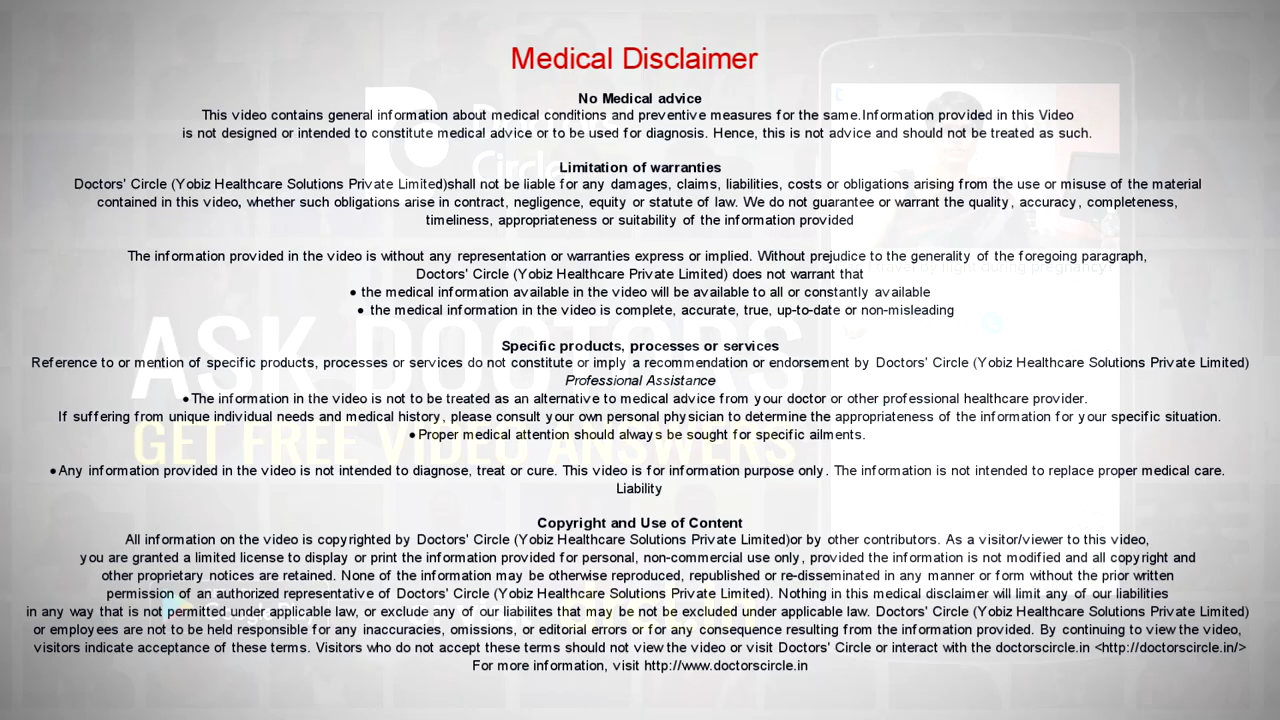 Medical Disclaimer
No Medical advice
This video contains general information about medical conditions and preventive measures for the same.Information provided in this Video
is not designed or intended to constitute medical advice or to be used for diagnosis. Hence, this is not advice and should not be treated as such.
Limitation of warranties
Doctors' Circle (Yobiz Healthcare Solutions Private Limited)shall not be liable for any damages, claims, liabilities, costs or obligations arising from the use or misuse of the material
contained in this video, whether such obligations arise in contract, negligence, equity or statute of law. We do not guarantee or warrant the quality, accuracy, completeness,
timeliness, appropriateness or suitability of the information provided
The information provided in the video is without any representation or warranties express or implied. Without prejudice to the generality of the foregoing paragraph,
Doctors' Circle (Yobiz Healthcare Private Limited) does not warrant that
• the medical information available in the video will be available to all or constantly available
• the medical information in the video is complete, accurate, true, up-to-date or non-misleading
Specific products, processes or services
Reference to or mention of specific products, processes or services do not constitute or imply a recommendation or endorsement by Doctors' Circle (Yobiz Healthcare Solutions Private Limited)
Professional Assistance
•The information in the video is not to be treated as an alternative to medical advice from your doctor or other professional healthcare provider.
If suffering from unique individual needs and medical history, please consult your own personal physician to determine the appropriateness of the information for your specific situation.
•Proper medical attention should always be sought for specific ailments.
•Any information provided in the video is not intended to diagnose, treat or cure. This video is for information purpose only. The information is not intended to replace proper medical care.
Liability
Copyright and Use of Content
All information on the video is copyrighted by Doctors' Circle (Yobiz Healthcare Solutions Private Limited)or by other contributors. As a visitor/viewer to this video,
you are granted a limited license to display or print the information provided for personal, non-commercial use only, provided the information is not modified and all copyright and
other proprietary notices are retained. None of the information may be otherwise reproduced, republished or re-disseminated in any manner or form without the prior written
permission of an authorized representative of Doctors' Circle (Yobiz Healthcare Solutions Private Limited). Nothing in this medical disclaimer will limit any of our liabilities
in any way that is not permitted under applicable law, or exclude any of our liabilites that may be not be excluded under applicable law. Doctors' Circle (Yobiz Healthcare Solutions Private Limited)
or employees are not to be held responsible for any inaccuracies, omissions, or editorial errors or for any consequence resulting from the information provided. By continuing to view the video,
visitors indicate acceptance of these terms. Visitors who do not accept these terms should not view the video or visit Doctors' Circle or interact with the doctorscircle.in <http://doctorscircle.in/>
For more information, visit http://www.doctorscircle.in
ASK DOCTORS
GET FREE VIDEO ANSWERS
Circle
travel by flight during pregnancy?
Google Play